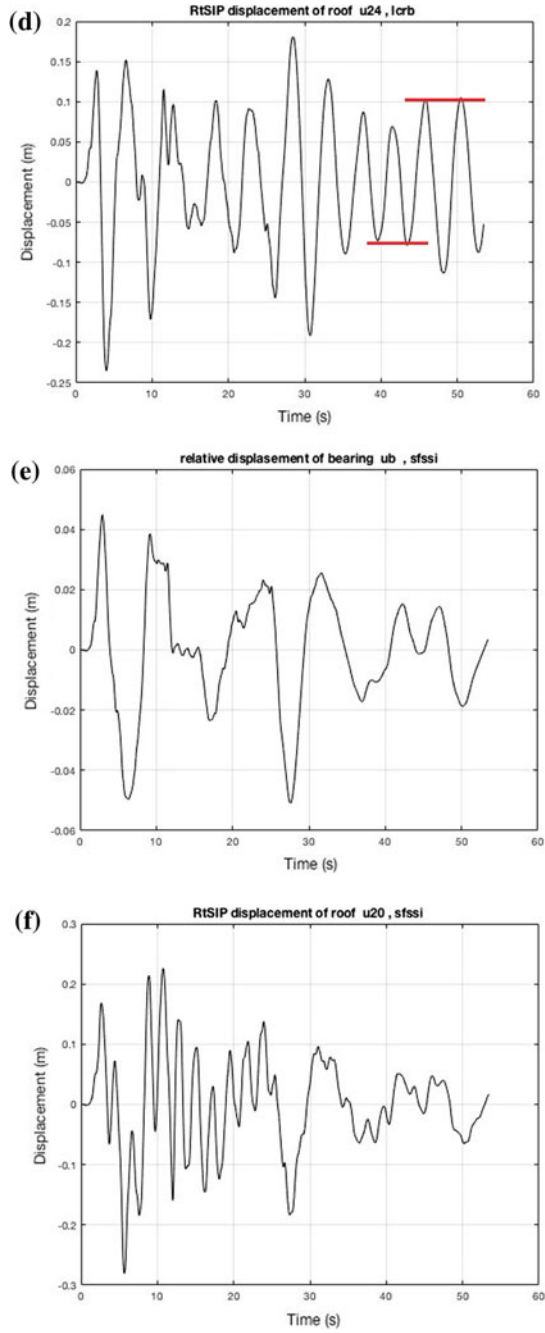 (d)
RtSIP displacement of roof u24 , lcrb
0.2
0.15
0.1
0.05
0
-0.05
-0.1
-0.15
-0.2
-0.25
Displacement (m)
0 10 20 30 40 50 60
Time (s)
(e)
relative displasement of bearing ub , sfssi
0.06
0.04
0.02
0
-0.02
-0.04
-0.06
Displacement (m)
0 10 20 30 40 50 60
Time (s)
(f)
RtSIP displacement of roof u20 , sfssi
0.3
0.2
0.1
0
-0.1
-0.2
-0.3
Displacement (m)
0 10 20 30 40 50 60
Time (s)